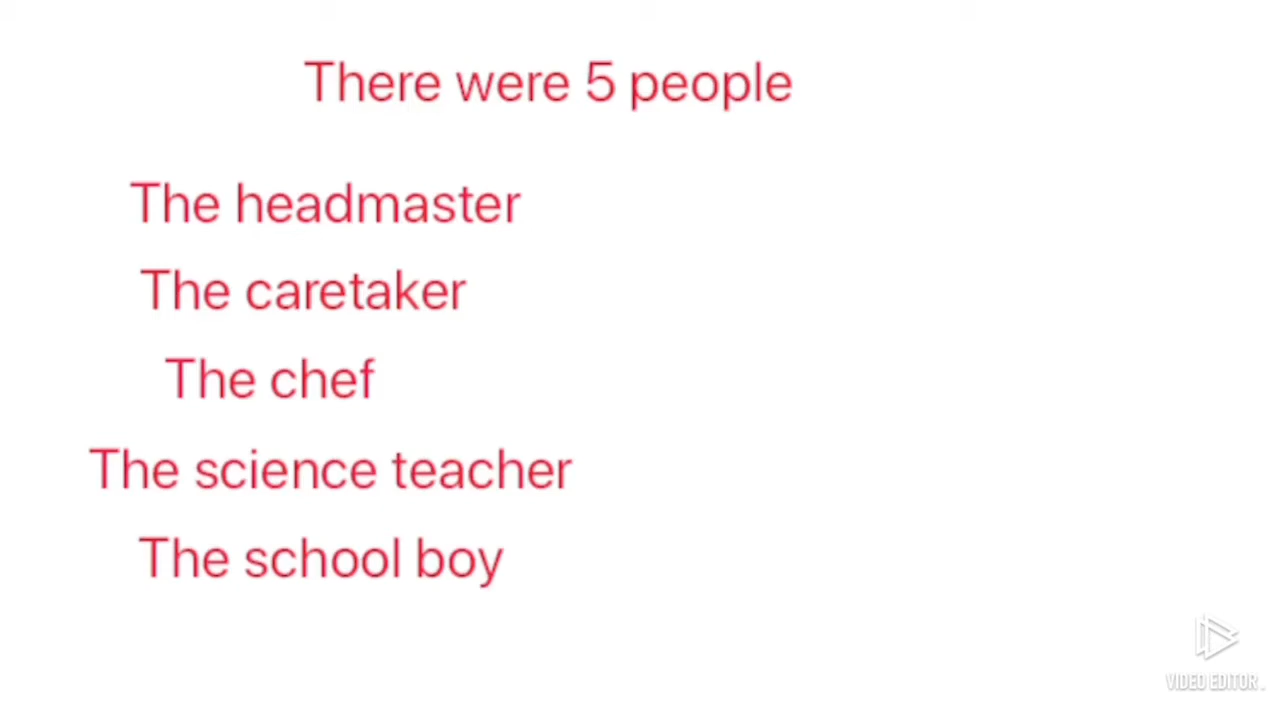 There were 5 people
The headmaster
The caretaker
The chef
The science teacher
The school boy
VIDEO EDITOR.